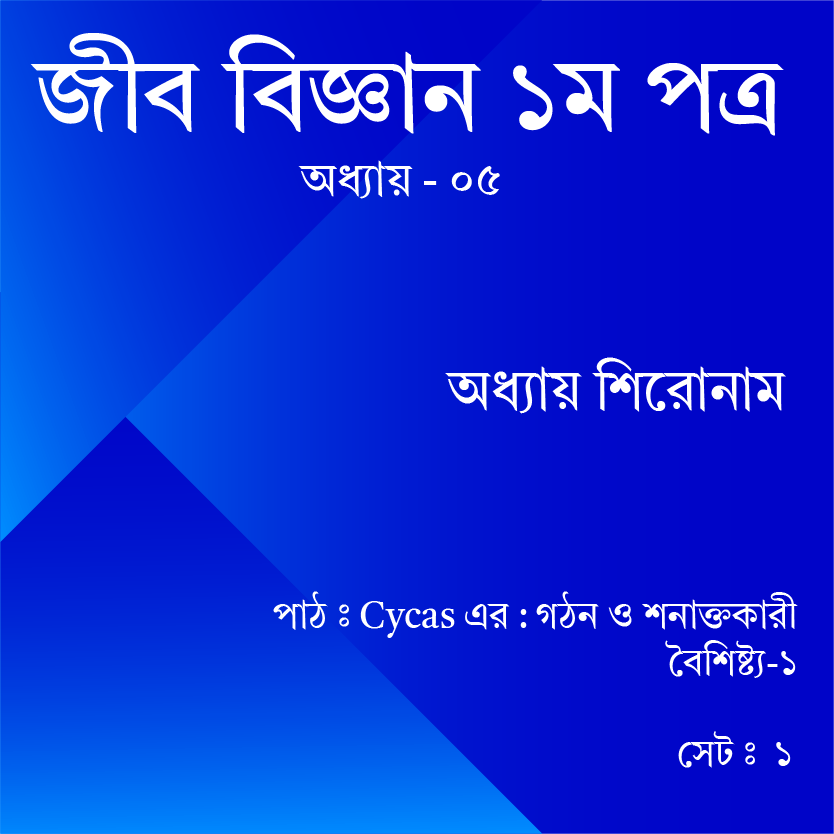 জীব বিজ্ঞান ১ম পত্র
অধ্যায় - ০৫
অধ্যায় শিরোনাম
পাঠ ঃ Cycas এর : গঠন ও শনাক্তকারী
বৈশিষ্ট্য-১
সেট ঃ ১